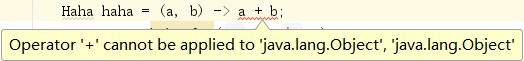 Haha haha = (a, b) -> a + b;
Operator '+' cannot be applied to 'java.lang.Object', 'java.lang.Object'